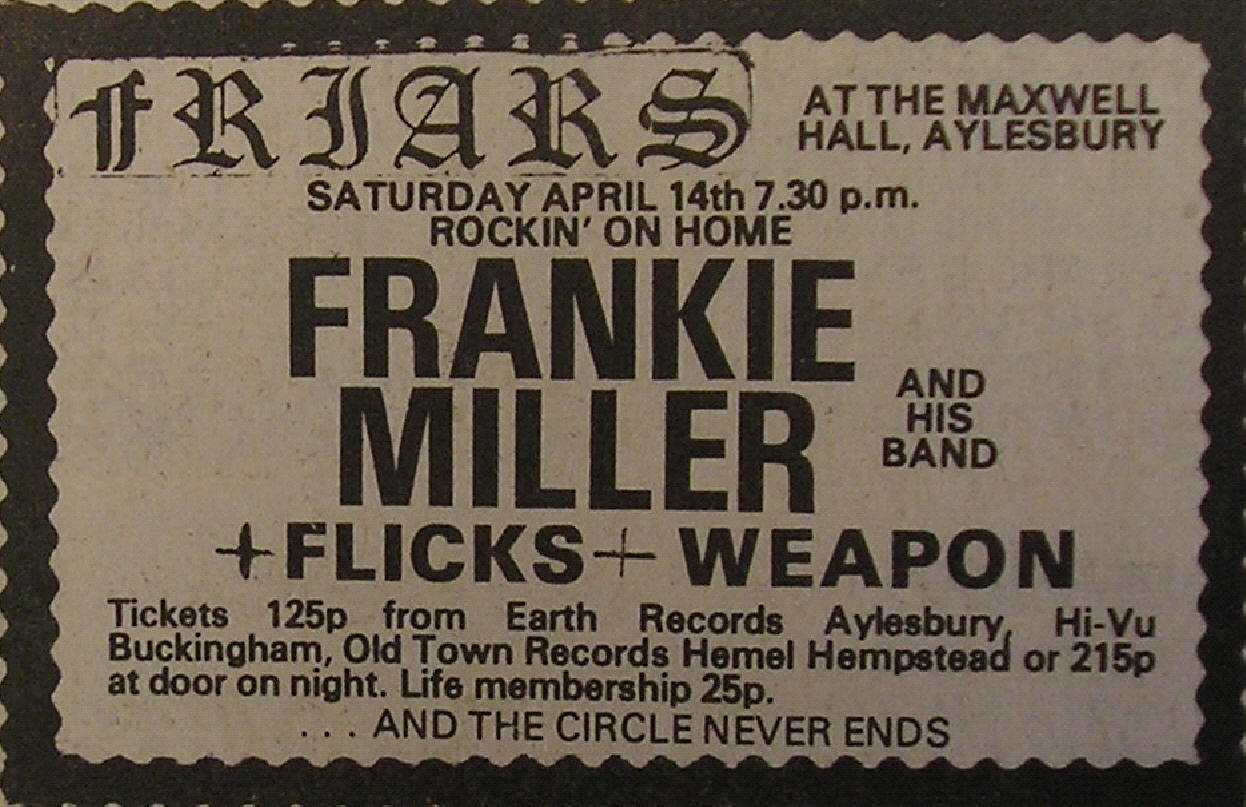 FRIARS
AT THE MAXWELL
HALL, AYLESBURY
SATURDAY APRIL 14th 7.30 p.m.
ROCKIN' ON HOME
FRANKIE
MILLER
AND
HIS
BAND
+FLICKS+ WEAPON
Tickets 125p from Earth Records Aylesbury, Hi-Vu
Buckingham, Old Town Records Hemel Hempstead or 215p
at door on night. Life membership 25p.
. . . AND THE CIRCLE NEVER ENDS